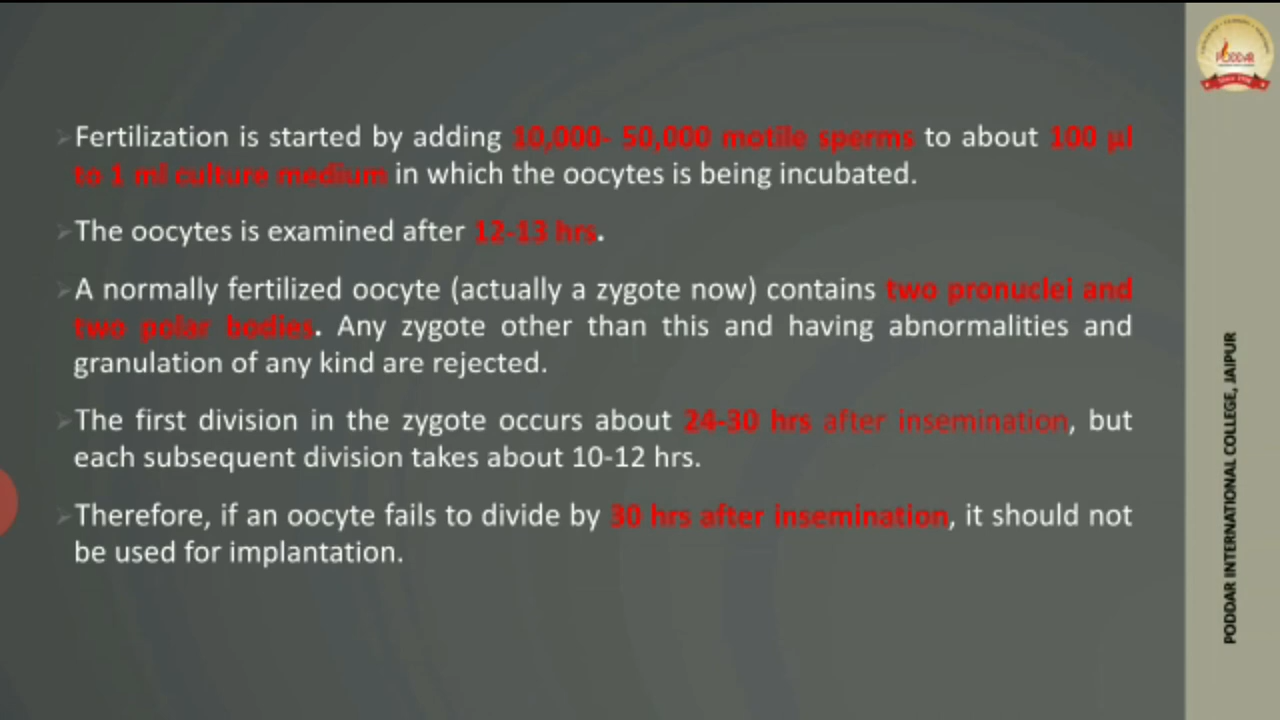 Fertilization is started by adding 10,000- 50,000 motile sperms to about 100 µl
to 1 ml culture medium in which the oocytes is being incubated.
The oocytes is examined after 12-13 hrs.
A normally fertilized oocyte (actually a zygote now) contains two pronuclei and
two polar bodies. Any zygote other than this and having abnormalities and
granulation of any kind are rejected.
The first division in the zygote occurs about 24-30 hrs after insemination, but
each subsequent division takes about 10-12 hrs.
Therefore, if an oocyte fails to divide by 30 hrs after insemination, it should not
be used for implantation.
PODDAR
PODDAR INTERNATIONAL COLLEGE, JAIPUR